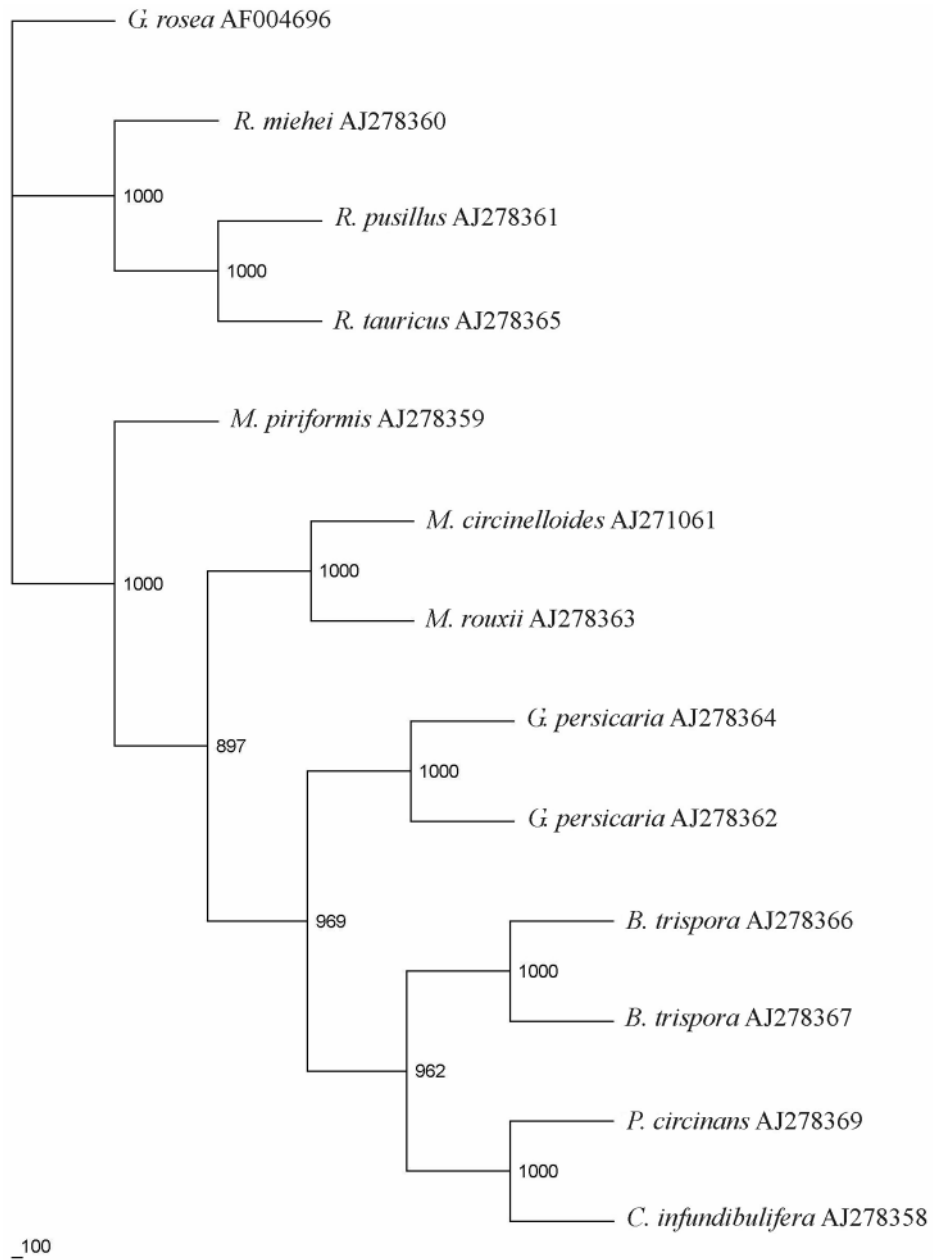 G. rosea AF004696
R. miehei AJ278360
1000
R. pusillus AJ278361
1000
R. tauricus AJ278365
M. piriformis AJ278359
M. circinelloides AJ271061
1000
1000
M. rouxii AJ278363
G. persicaria AJ278364
897
1000
G. persicaria AJ278362
B. trispora AJ278366
969
1000
B. trispora AJ278367
962
P. circinans AJ278369
1000
C. infundibulifera AJ278358
_100